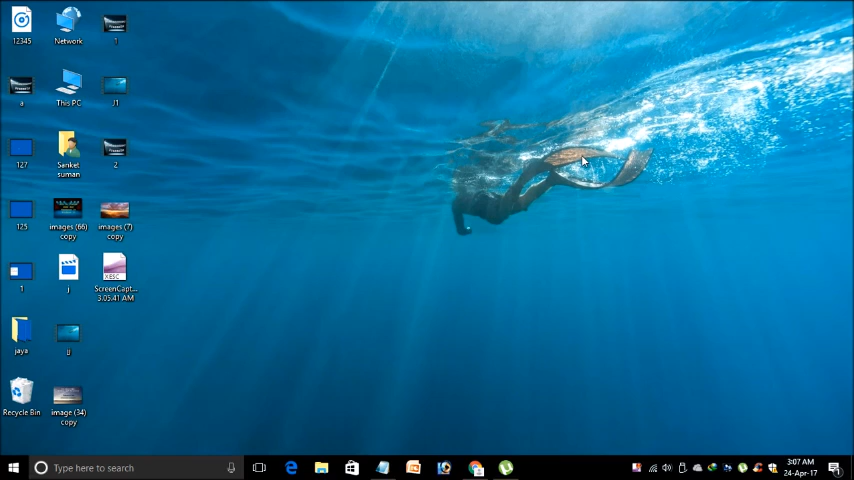 12345
Network
1
a
This PC
J1
127
Sanket
suman
2
125
images (66)
copy
images (7)
copy
1
j
XESC
ScreenCapt...
3.05.41 AM
jaya
jj
Recycle Bin
image (34)
copy
Type here to search
3:07 AM
24-Apr-17